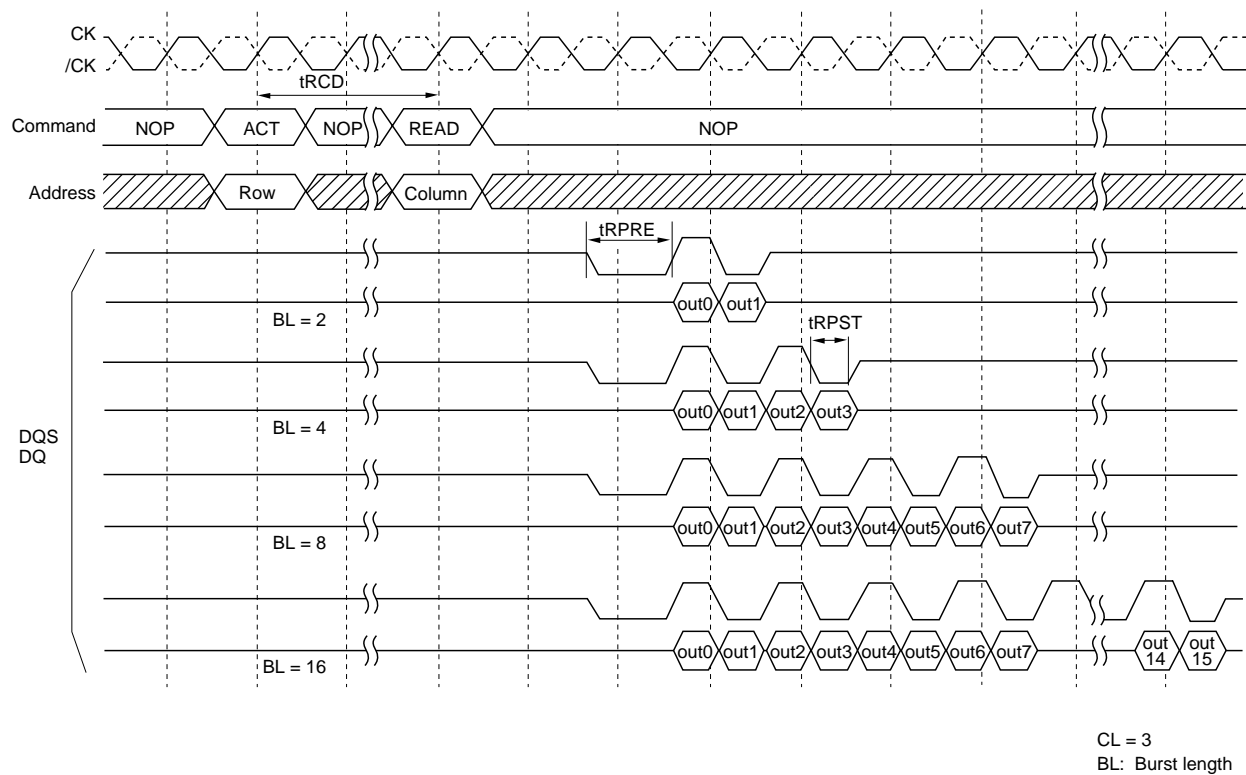 CK
/CK
tRCD
Command NOP ACT NOP READ NOP
Address Row Column
tRPRE
out0 out1
BL = 2
tRPST
out0 out1 out2 out3
BL = 4
DQS
DQ
out0 out1 out2 out3 out4 out5 out6 out7
BL = 8
out0 out1 out2 out3 out4 out5 out6 out7 out 14 out 15
BL = 16
CL = 3
BL: Burst length